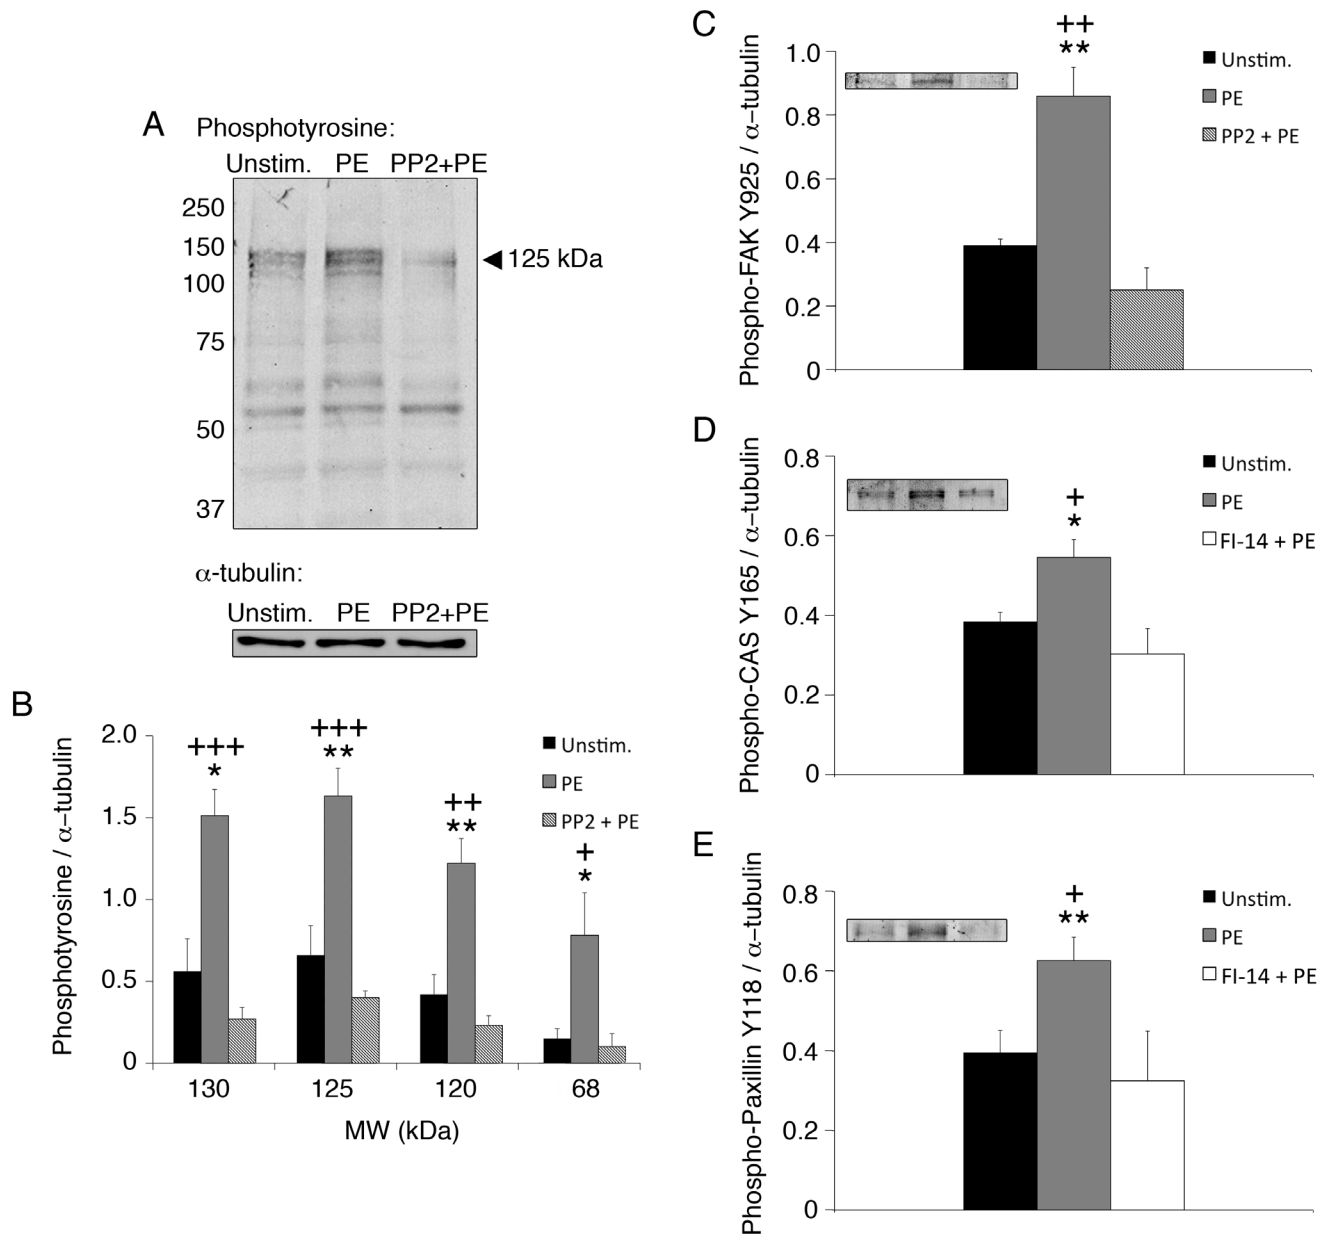 A
Phosphotyrosine:
Unstim. PE PP2+PE
250
150
100
75
50
37
125 kDa
α-tubulin:
Unstim. PE PP2+PE
B
Phosphotyrosine / α-tubulin
2.0
1.5
1.0
0.5
0
+++
*
+++
**
++
**
+
*
Unstim.
PE
PP2 + PE
130 125 120 68
MW (kDa)
C
Phospho-FAK Y925 / α-tubulin
1.0
0.8
0.6
0.4
0.2
0
++
**
Unstim.
PE
PP2 + PE
D
Phospho-CAS Y165 / α-tubulin
0.8
0.6
0.4
0.2
0
+
*
Unstim.
PE
FI-14 + PE
E
Phospho-Paxillin Y118 / α-tubulin
0.8
0.6
0.4
0.2
0
+
**
Unstim.
PE
FI-14 + PE